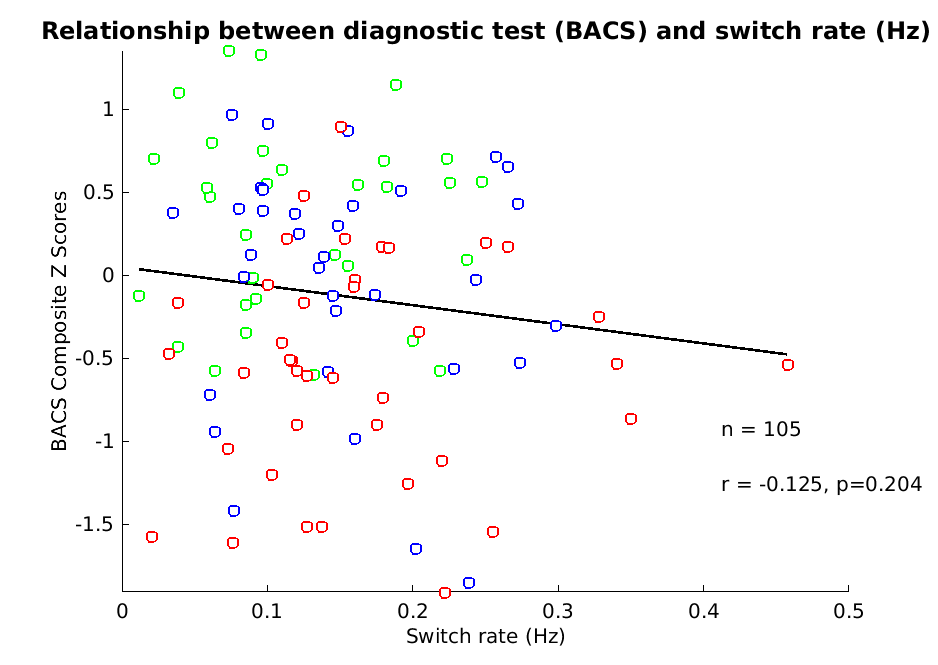 Relationship between diagnostic test (BACS) and switch rate (Hz)
BACS Composite Z Scores
1
0.5
0
-0.5
-1
-1.5
n = 105
r = -0.125, p=0.204
0 0.1 0.2 0.3 0.4 0.5
Switch rate (Hz)